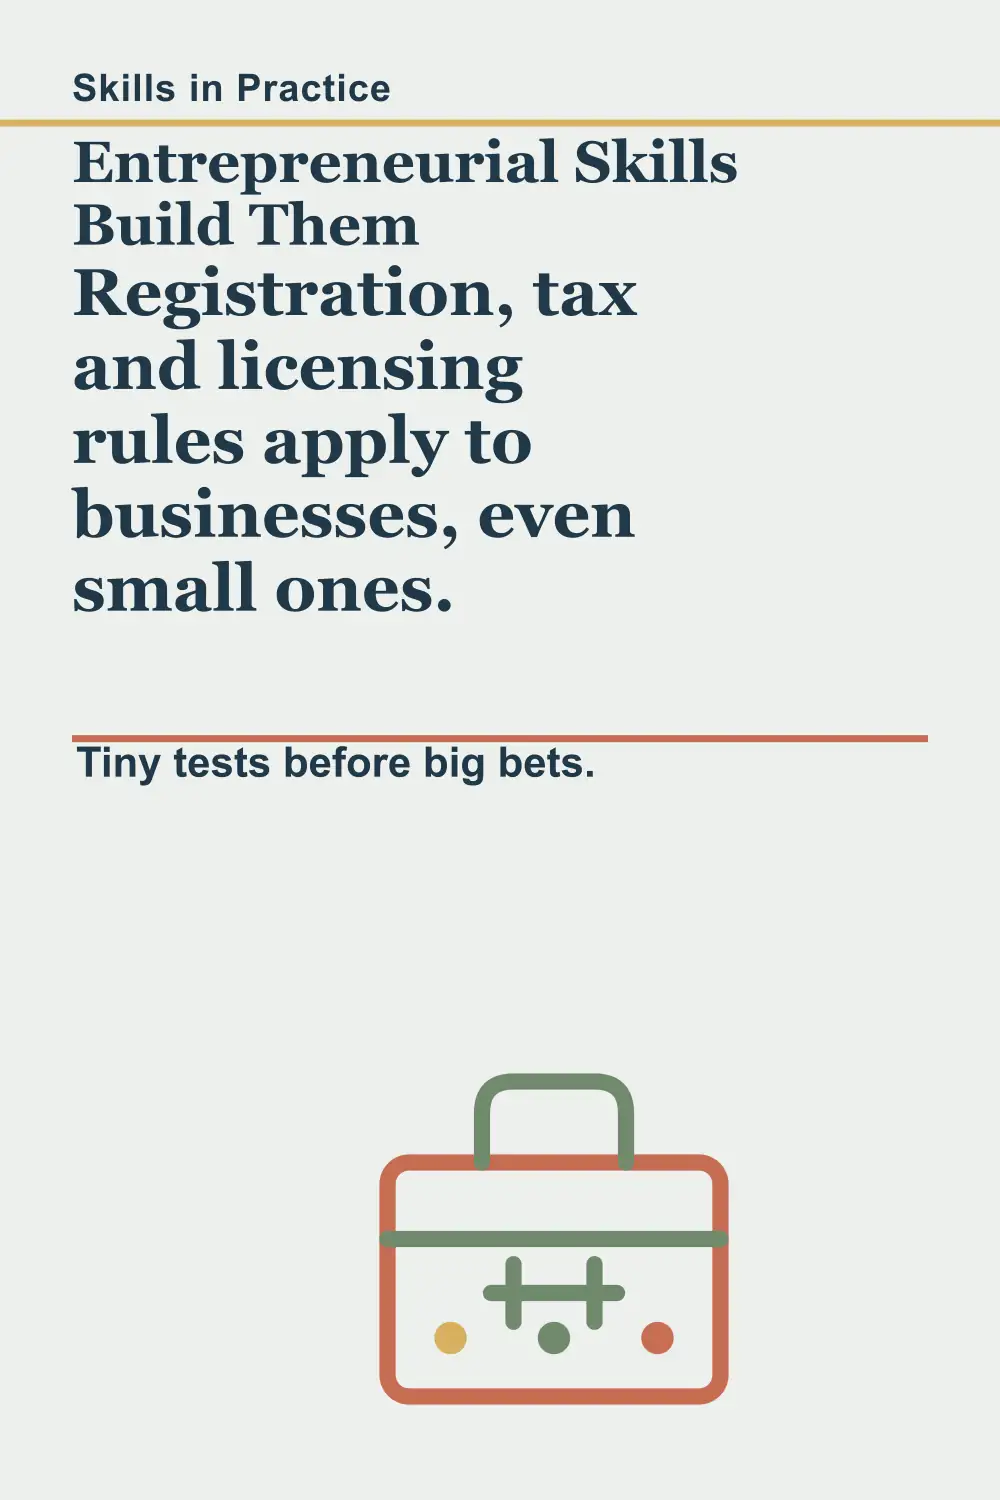 Skills in Practice
Entrepreneurial Skills
Build Them
Registration, tax
and licensing
rules apply to
businesses, even
small ones.
Tiny tests before big bets.